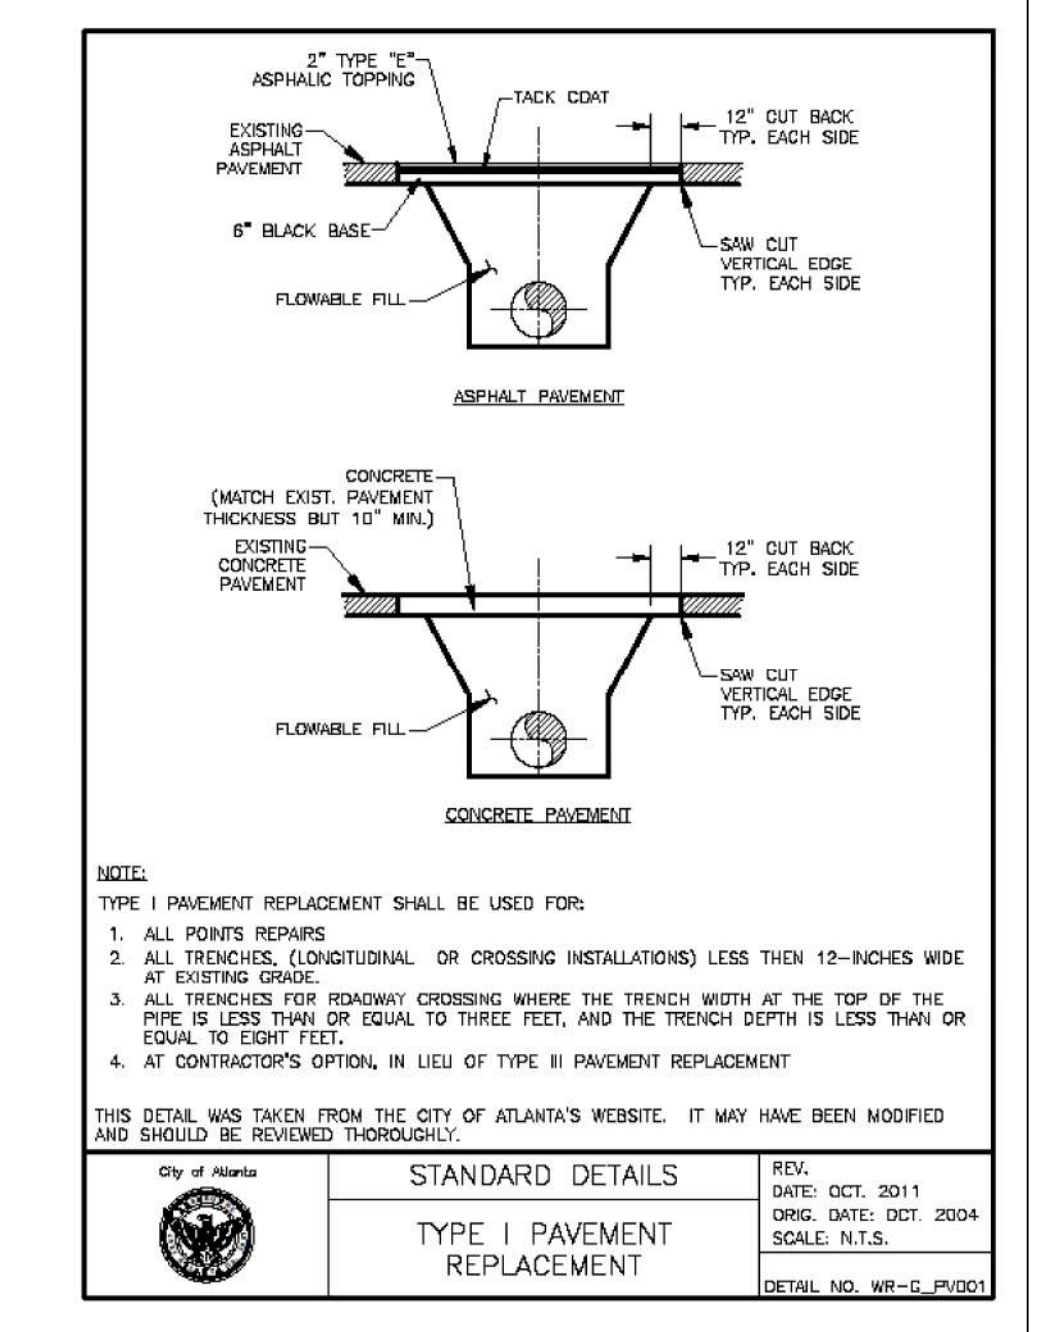 2" TYPE "E"
ASPHALIC TOPPING
TACK COAT
12" CUT BACK
TYP. EACH SIDE
EXISTING
ASPHALT
PAVEMENT
6" BLACK BASE
SAW CUT
VERTICAL EDGE
TYP. EACH SIDE
FLOWABLE FILL
ASPHALT PAVEMENT
CONCRETE
(MATCH EXIST. PAVEMENT
THICKNESS BUT 10" MIN.)
EXISTING
CONCRETE
PAVEMENT
12" CUT BACK
TYP. EACH SIDE
SAW CUT
VERTICAL EDGE
TYP. EACH SIDE
FLOWABLE FILL
CONCRETE PAVEMENT
NOTE:
TYPE I PAVEMENT REPLACEMENT SHALL BE USED FOR:
1. ALL POINTS REPAIRS
2. ALL TRENCHES, (LONGITUDINAL OR CROSSING INSTALLATIONS) LESS THEN 12-INCHES WIDE
AT EXISTING GRADE.
3. ALL TRENCHES FOR ROADWAY CROSSING WHERE THE TRENCH WIDTH AT THE TOP OF THE
PIPE IS LESS THAN OR EQUAL TO THREE FEET, AND THE TRENCH DEPTH IS LESS THAN OR
EQUAL TO EIGHT FEET.
4. AT CONTRACTOR'S OPTION, IN LIEU OF TYPE III PAVEMENT REPLACEMENT
THIS DETAIL WAS TAKEN FROM THE CITY OF ATLANTA'S WEBSITE. IT MAY HAVE BEEN MODIFIED
AND SHOULD BE REVIEWED THOROUGHLY.
City of Atlanta
STANDARD DETAILS
TYPE I PAVEMENT
REPLACEMENT
REV.
DATE: OCT. 2011
ORIG. DATE: OCT. 2004
SCALE: N.T.S.
DETAIL NO. WR-G_PV001